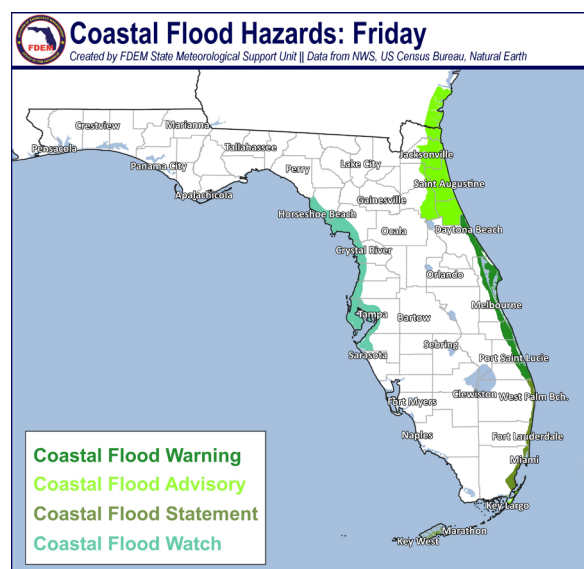 Coastal Flood Hazards: Friday
Created by FDEM State Meteorological Support Unit || Data from NWS, US Census Bureau, Natural Earth
FDEM
Crestview
Marianna
Pensacola
Tallahassee
Jacksonville
Panama City
Lake City
Perry
Saint Augustine
Apalachicola
Gainesville
Horseshoe Beach
Ocala
Daytona Beach
Crystal River
Orlando
Melbourne
Tampa
Bartow
Sebring
Sarasota
Port Saint Lucie
Clewiston
West Palm Bch.
Fort Myers
Naples
Fort Lauderdale
Miami
Key Largo
Marathon
Key West
Coastal Flood Warning
Coastal Flood Advisory
Coastal Flood Statement
Coastal Flood Watch